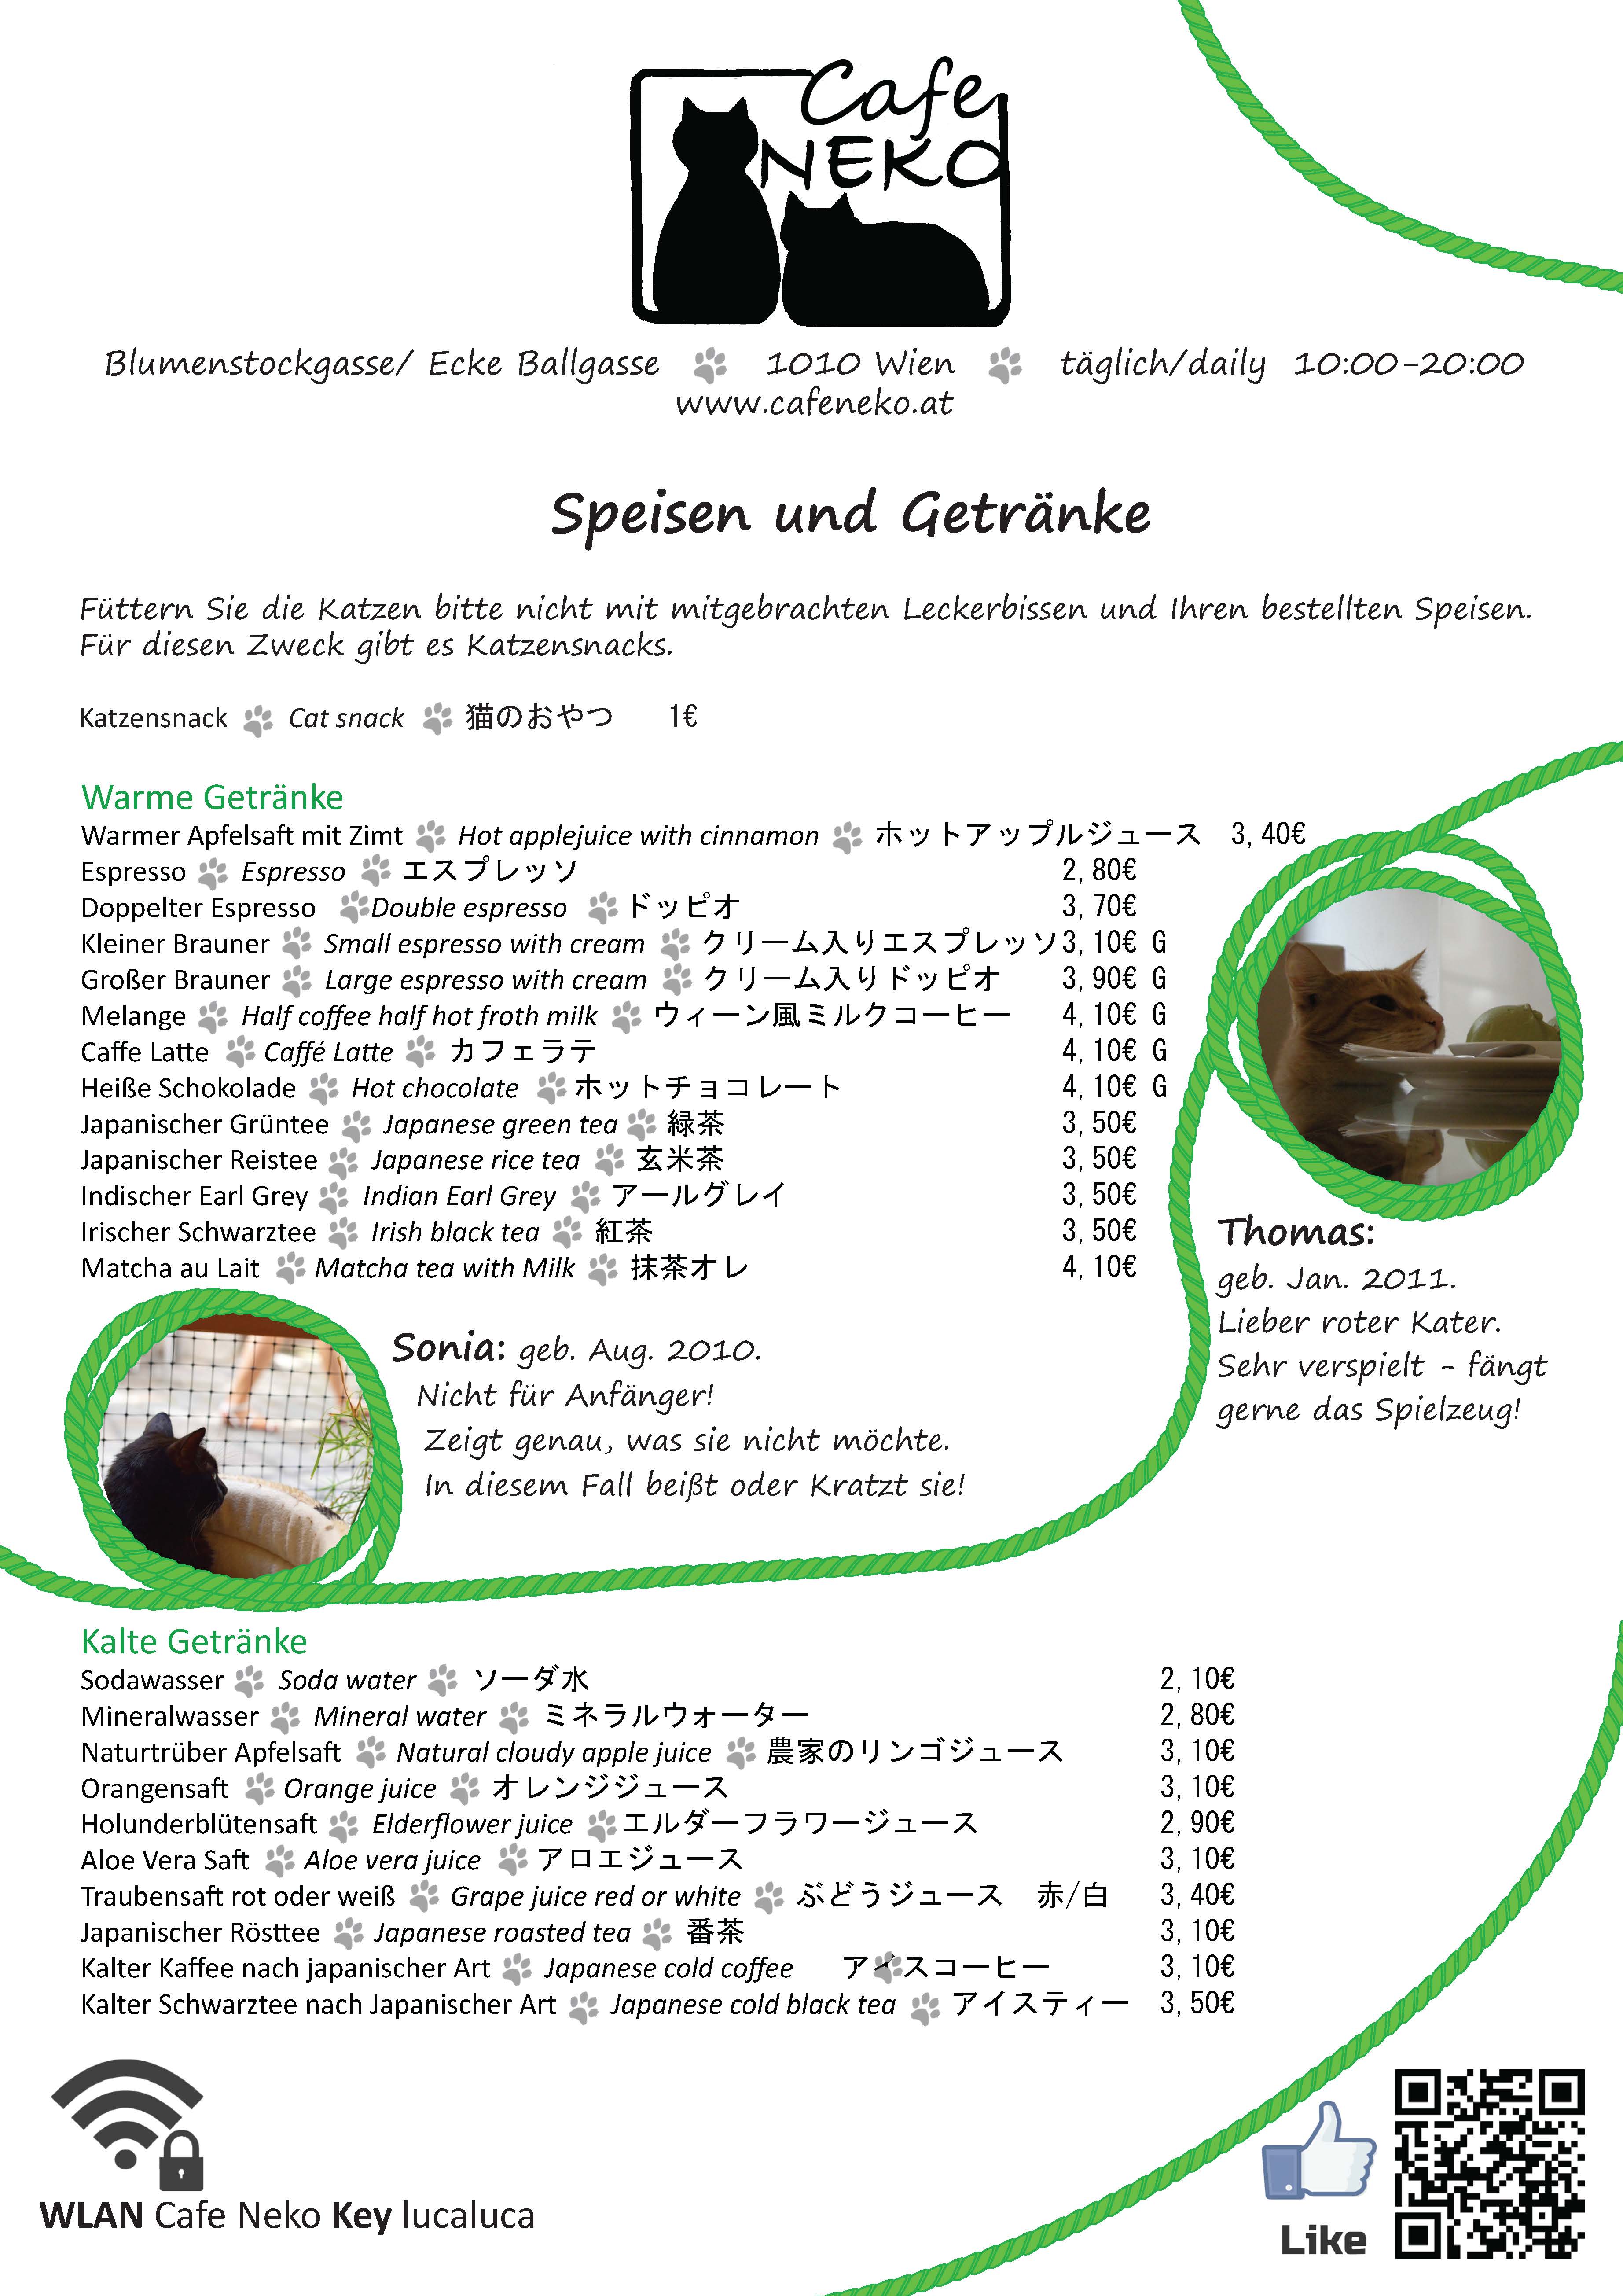 Cafe
NEKO
Blumenstockgasse/ Ecke Ballgasse 1010 Wien täglich/daily 10:00-20:00
www.cafeneko.at
Speisen und Getränke
Füttern Sie die Katzen bitte nicht mit mitgebrachten Leckerbissen und Ihren bestellten Speisen.
Für diesen Zweck gibt es Katzensnacks.
Katzensnack Cat snack 猫のおやつ 1€
Warme Getränke
Warmer Apfelsaft mit Zimt Hot applejuice with cinnamon ホットアップルジュース 3,40€
Espresso Espresso エスプレッソ 2,80€
Doppelter Espresso Double espresso ドッピオ 3,70€
Kleiner Brauner Small espresso with cream クリーム入りエスプレッソ 3,10€ G
Großer Brauner Large espresso with cream クリーム入りドッピオ 3,90€ G
Melange Half coffee half hot froth milk ウィーン風ミルクコーヒー 4,10€ G
Caffe Latte Caffé Latte カフェラテ 4,10€ G
Heiße Schokolade Hot chocolate ホットチョコレート 4,10€ G
Japanischer Grüntee Japanese green tea 緑茶 3,50€
Japanischer Reistee Japanese rice tea 玄米茶 3,50€
Indischer Earl Grey Indian Earl Grey アールグレイ 3,50€
Irischer Schwarztee Irish black tea 紅茶 3,50€
Matcha au Lait Matcha tea with Milk 抹茶オレ 4,10€
Thomas:
geb. Jan. 2011.
Lieber roter Kater.
Sehr verspielt - fängt
gerne das Spielzeug!
Sonia: geb. Aug. 2010.
Nicht für Anfänger!
Zeigt genau, was sie nicht möchte.
In diesem Fall beißt oder Kratzt sie!
Kalte Getränke
Sodawasser Soda water ソーダ水 2,10€
Mineralwasser Mineral water ミネラルウォーター 2,80€
Naturtrüber Apfelsaft Natural cloudy apple juice 農家のリンゴジュース 3,10€
Orangensaft Orange juice オレンジジュース 3,10€
Holunderblütensaft Elderflower juice エルダーフラワージュース 2,90€
Aloe Vera Saft Aloe vera juice アロエジュース 3,10€
Traubensaft rot oder weiß Grape juice red or white ぶどうジュース 赤/白 3,40€
Japanischer Rösttee Japanese roasted tea 番茶 3,10€
Kalter Kaffee nach japanischer Art Japanese cold coffee アイスコーヒー 3,10€
Kalter Schwarztee nach Japanischer Art Japanese cold black tea アイスティー 3,50€
WLAN Cafe Neko Key lucaluca
Like